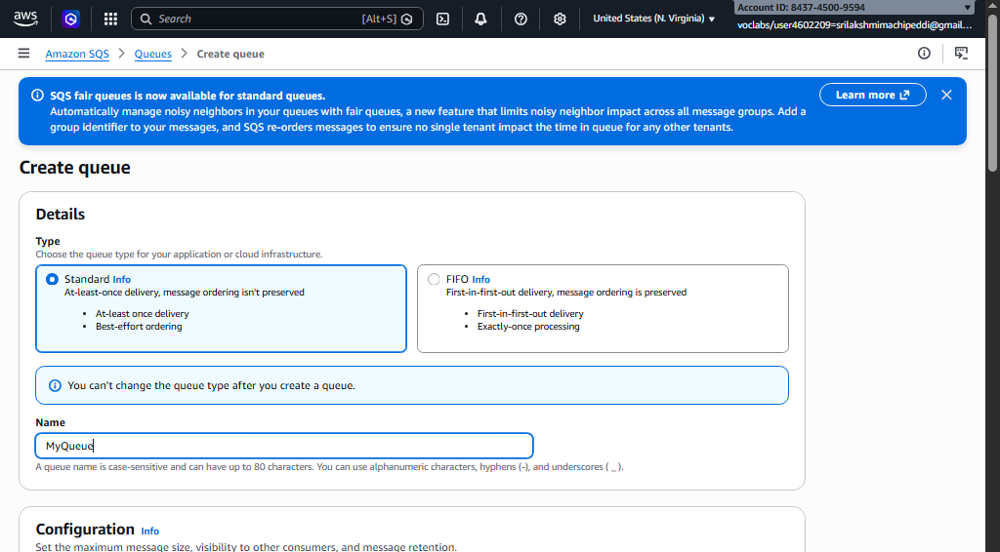 aws
Search [Alt+S]
United States (N. Virginia)
Account ID: 8437-4500-9594
voclabs/user4602209=srilakshmimachipeddi@gmail...
Amazon SQS > Queues > Create queue
SQS fair queues is now available for standard queues.
Automatically manage noisy neighbors in your queues with fair queues, a new feature that limits noisy neighbor impact across all message groups. Add a
group identifier to your messages, and SQS re-orders messages to ensure no single tenant impact the time in queue for any other tenants.
Learn more
Create queue
Details
Type
Choose the queue type for your application or cloud infrastructure.
Standard Info
At-least-once delivery, message ordering isn't preserved
• At-least once delivery
• Best-effort ordering
FIFO Info
First-in-first-out delivery, message ordering is preserved
• First-in-first-out delivery
• Exactly-once processing
You can't change the queue type after you create a queue.
Name
MyQueue
A queue name is case-sensitive and can have up to 80 characters. You can use alphanumeric characters, hyphens (-), and underscores ( _ ).
Configuration Info
Set the maximum message size, visibility to other consumers, and message retention.